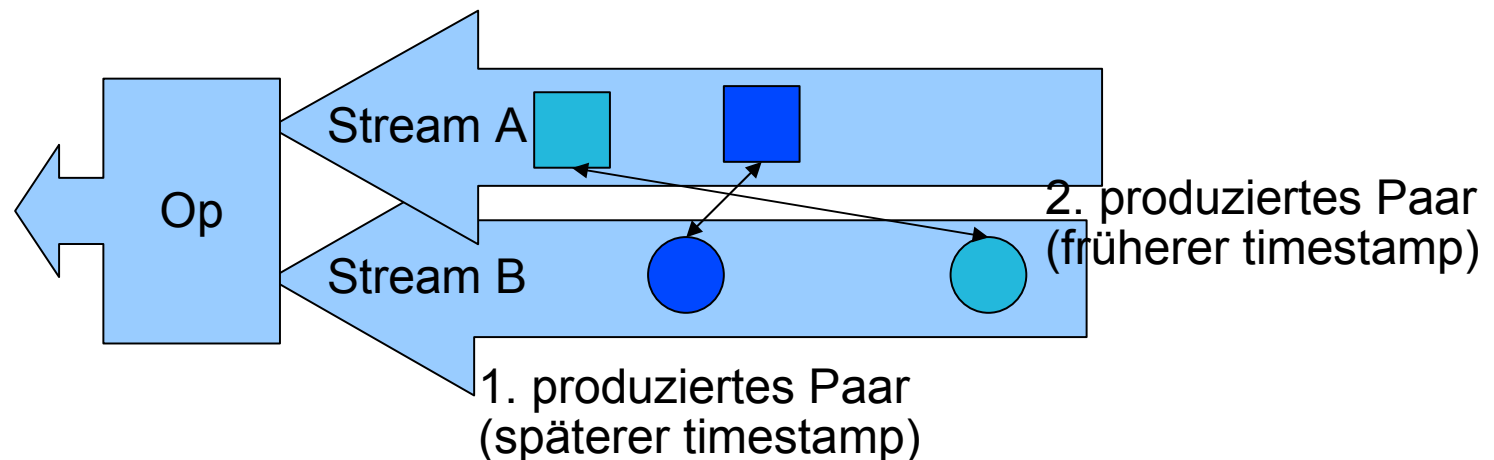 Stream A
Op
2. produziertes Paar
(früherer timestamp)
Stream B
1. produziertes Paar
(späterer timestamp)